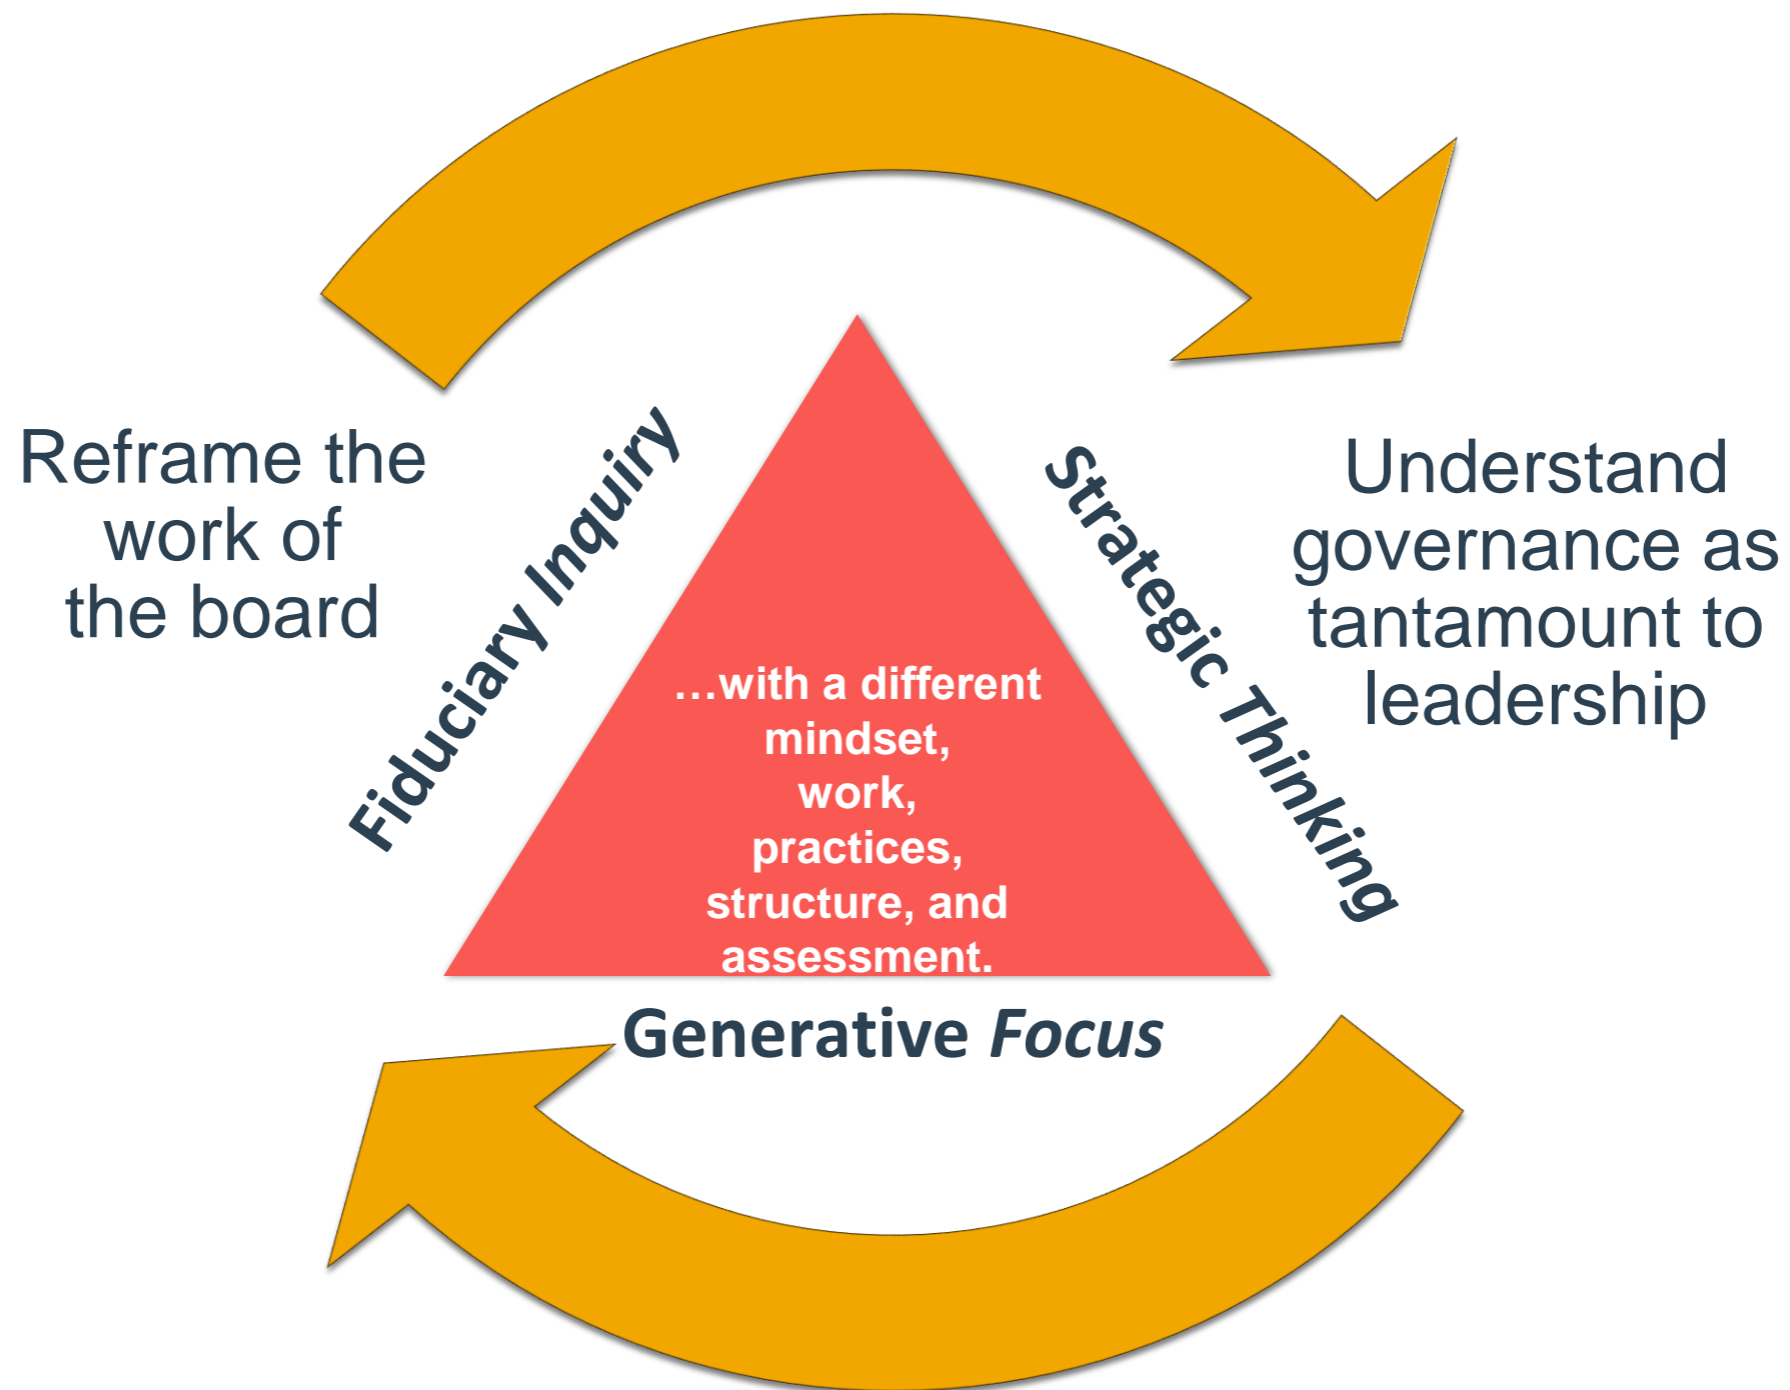 Reframe the
work of
the board
Fiduciary Inquiry
Strategic Thinking
Understand
governance as
tantamount to
leadership
…with a different
mindset,
work,
practices,
structure, and
assessment.
Generative Focus